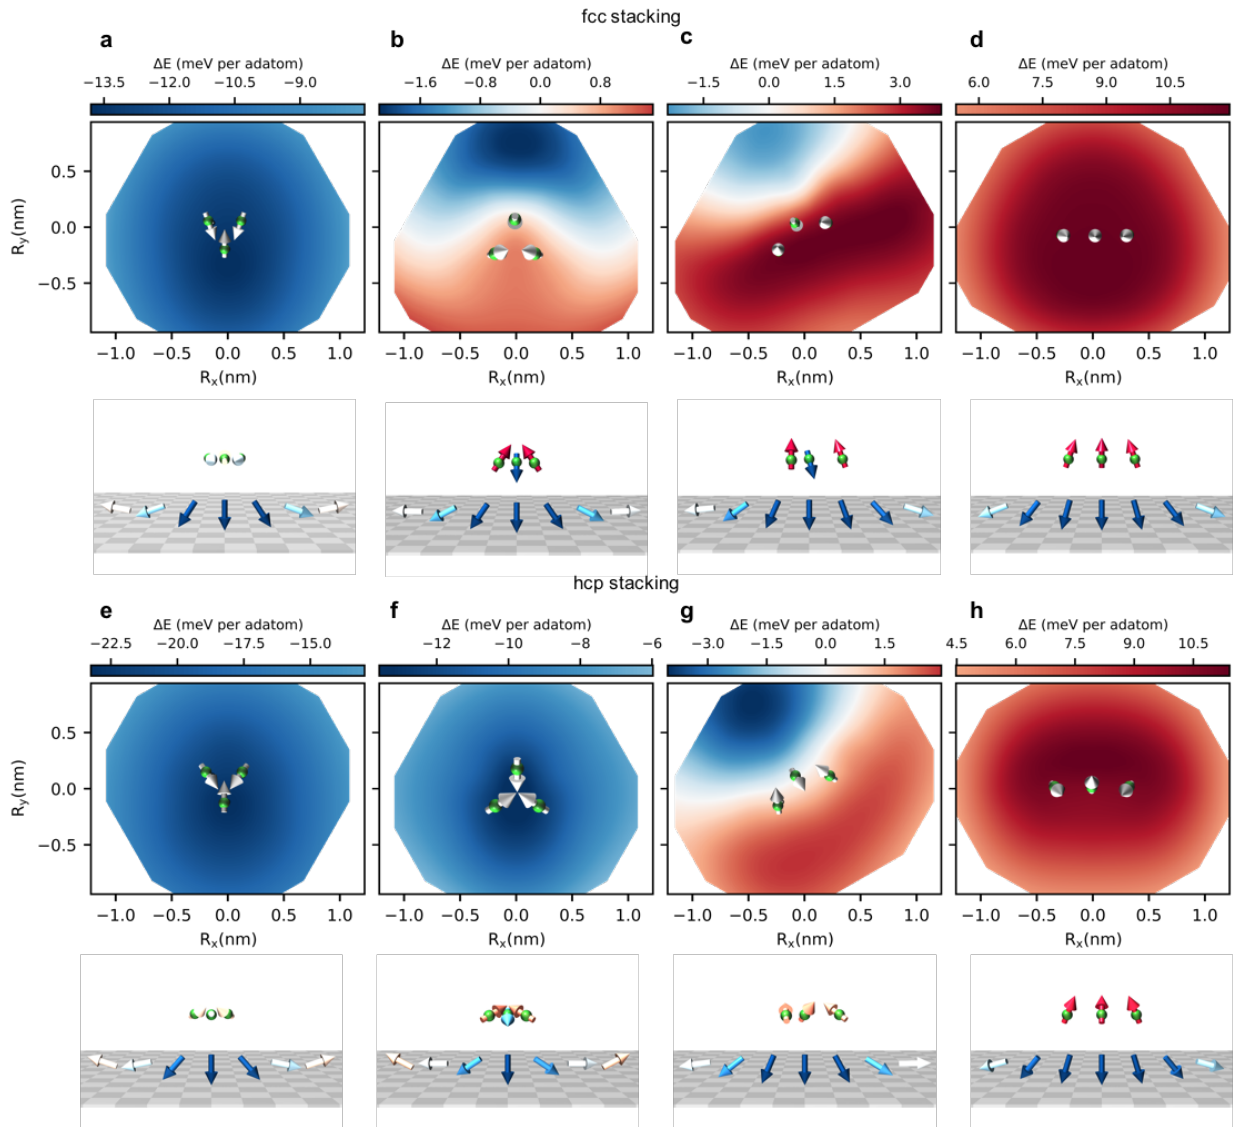 fcc stacking
a b c d
ΔE (meV per adatom) ΔE (meV per adatom) ΔE (meV per adatom) ΔE (meV per adatom)
−13.5 −12.0 −10.5 −9.0 −1.6 −0.8 0.0 0.8 −1.5 0.0 1.5 3.0 6.0 7.5 9.0 10.5
0.5
0.0
−0.5
Ry(nm)
−1.0 −0.5 0.0 0.5 1.0 −1.0 −0.5 0.0 0.5 1.0 −1.0 −0.5 0.0 0.5 1.0 −1.0 −0.5 0.0 0.5 1.0
Rx(nm) Rx(nm) Rx(nm) Rx(nm)
hcp stacking
e f g h
ΔE (meV per adatom) ΔE (meV per adatom) ΔE (meV per adatom) ΔE (meV per adatom)
−22.5 −20.0 −17.5 −15.0 −12 −10 −8 −6 −3.0 −1.5 0.0 1.5 4.5 6.0 7.5 9.0 10.5
0.5
0.0
−0.5
Ry(nm)
−1.0 −0.5 0.0 0.5 1.0 −1.0 −0.5 0.0 0.5 1.0 −1.0 −0.5 0.0 0.5 1.0 −1.0 −0.5 0.0 0.5 1.0
Rx(nm) Rx(nm) Rx(nm) Rx(nm)